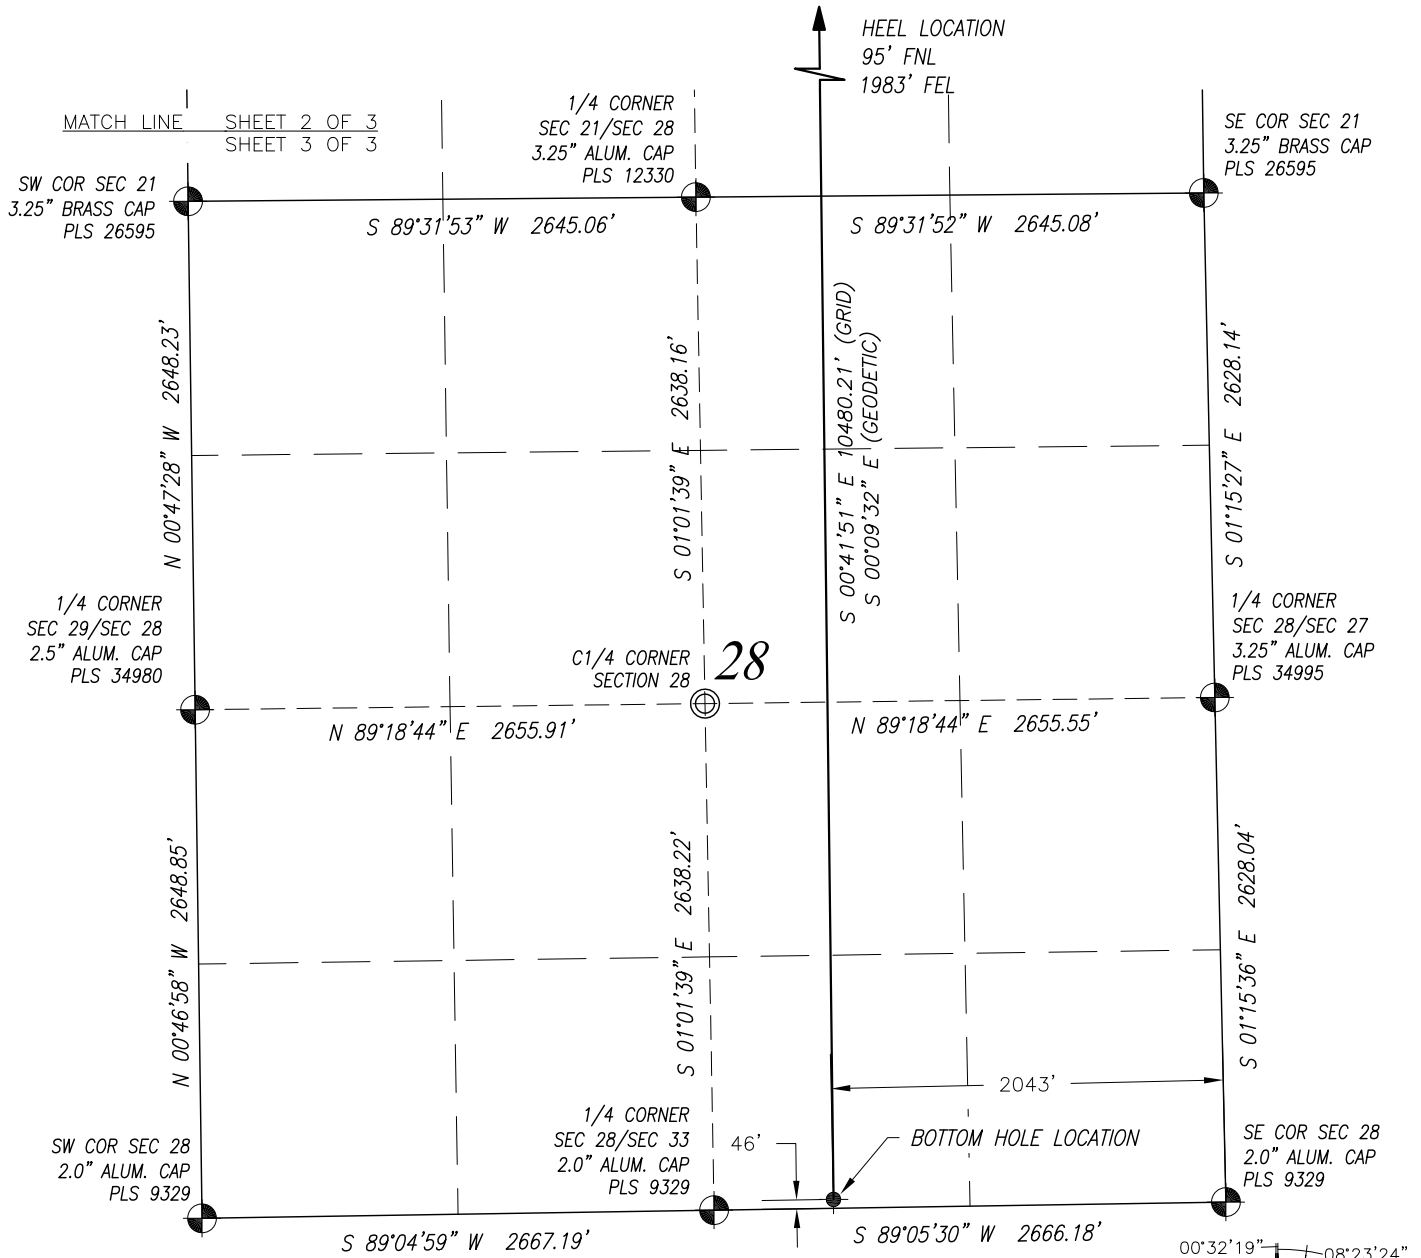 HEEL LOCATION
95' FNL
1983' FEL
MATCH LINE SHEET 2 OF 3
SHEET 3 OF 3
1/4 CORNER
SEC 21/SEC 28
3.25" ALUM. CAP
PLS 12330
SE COR SEC 21
3.25" BRASS CAP
PLS 26595
SW COR SEC 21
3.25" BRASS CAP
PLS 26595
S 89°31'53" W 2645.06'
S 89°31'52" W 2645.08'
N 00°47'28" W 2648.23'
S 01°01'39" E 2638.16'
S 00°41'51" E 10480.21' (GRID)
S 00°09'32" E (GEODETIC)
S 01°15'27" E 2628.14'
1/4 CORNER
SEC 29/SEC 28
2.5" ALUM. CAP
PLS 34980
C1/4 CORNER
SECTION 28
28
1/4 CORNER
SEC 28/SEC 27
3.25" ALUM. CAP
PLS 34995
N 89°18'44" E 2655.91'
N 89°18'44" E 2655.55'
N 00°46'58" W 2648.85'
S 01°01'39" E 2638.22'
S 01°15'36" E 2628.04'
2043'
SW COR SEC 28
2.0" ALUM. CAP
PLS 9329
1/4 CORNER
SEC 28/SEC 33
2.0" ALUM. CAP
PLS 9329
46'
BOTTOM HOLE LOCATION
SE COR SEC 28
2.0" ALUM. CAP
PLS 9329
S 89°04'59" W 2667.19'
S 89°05'30" W 2666.18'
00°32'19"
08°23'24"